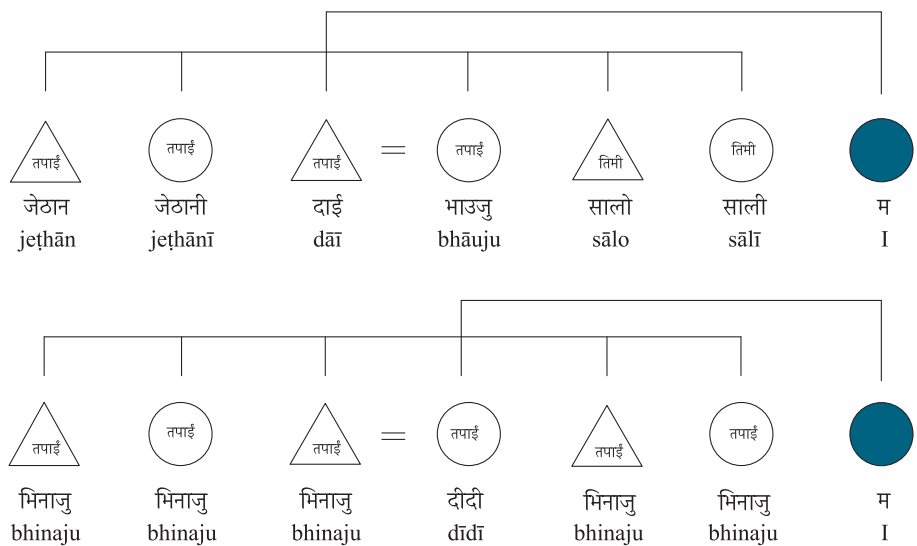 तपाईं तपाईं तपाईं = तपाईं तिमी तिमी
जेठान जेठानी दाई भाउजु सालो साली म
jeṭhān jeṭhānī dāī bhāuju sālo sālī I
तपाईं तपाईं तपाईं = तपाईं तपाईं तपाईं
भिनाजु भिनाजु भिनाजु दीदी भिनाजु भिनाजु म
bhinaju bhinaju bhinaju dīdī bhinaju bhinaju I